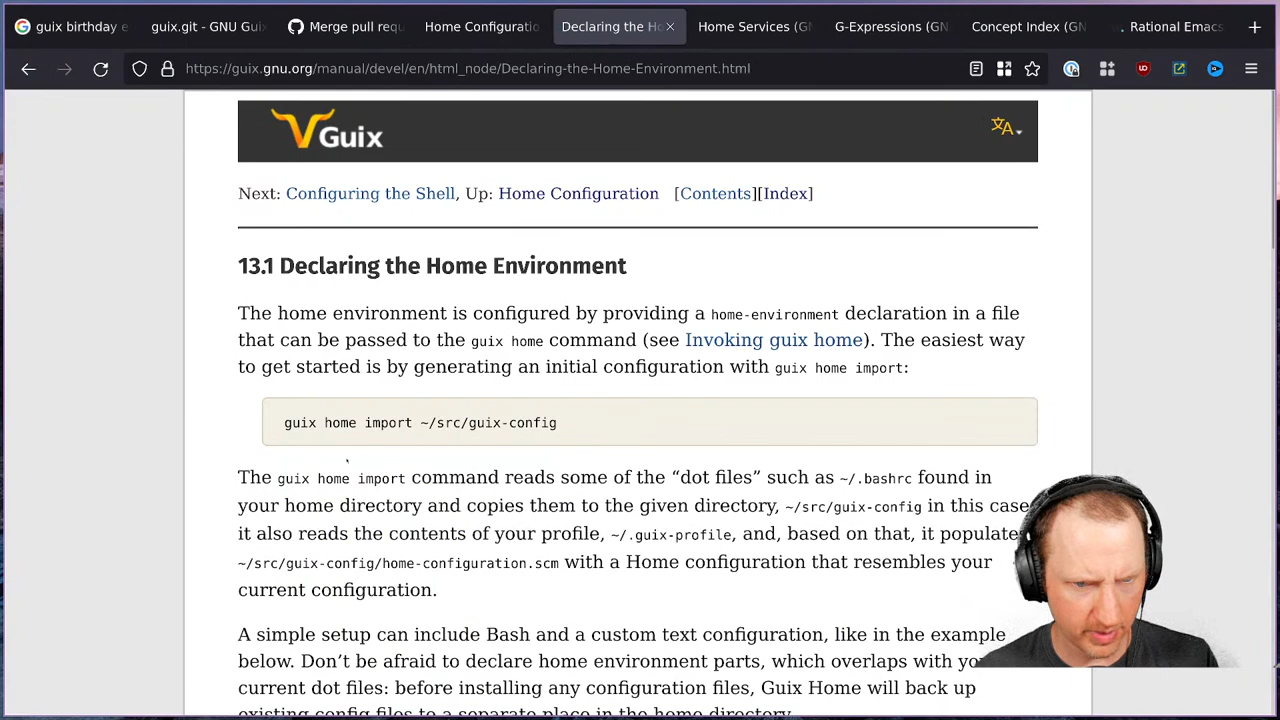 guix birthday e
guix.git - GNU Gui
Merge pull requ
Home Configuratio
Declaring the Ho
Home Services (GN
G-Expressions (GN
Concept Index (GN
Rational Emacs
https://guix.gnu.org/manual/devel/en/html_node/Declaring-the-Home-Environment.html
Guix
Next: Configuring the Shell, Up: Home Configuration [Contents][Index]
13.1 Declaring the Home Environment
The home environment is configured by providing a home-environment declaration in a file
that can be passed to the guix home command (see Invoking guix home). The easiest way
to get started is by generating an initial configuration with guix home import:
guix home import ~/src/guix-config
The guix home import command reads some of the “dot files” such as ~/.bashrc found in
your home directory and copies them to the given directory, ~/src/guix-config in this case
it also reads the contents of your profile, ~/.guix-profile, and, based on that, it populates
~/src/guix-config/home-configuration.scm with a Home configuration that resembles your
current configuration.
A simple setup can include Bash and a custom text configuration, like in the example
below. Don’t be afraid to declare home environment parts, which overlaps with yo
current dot files: before installing any configuration files, Guix Home will back up
existing config files to a separate place in the home directory.